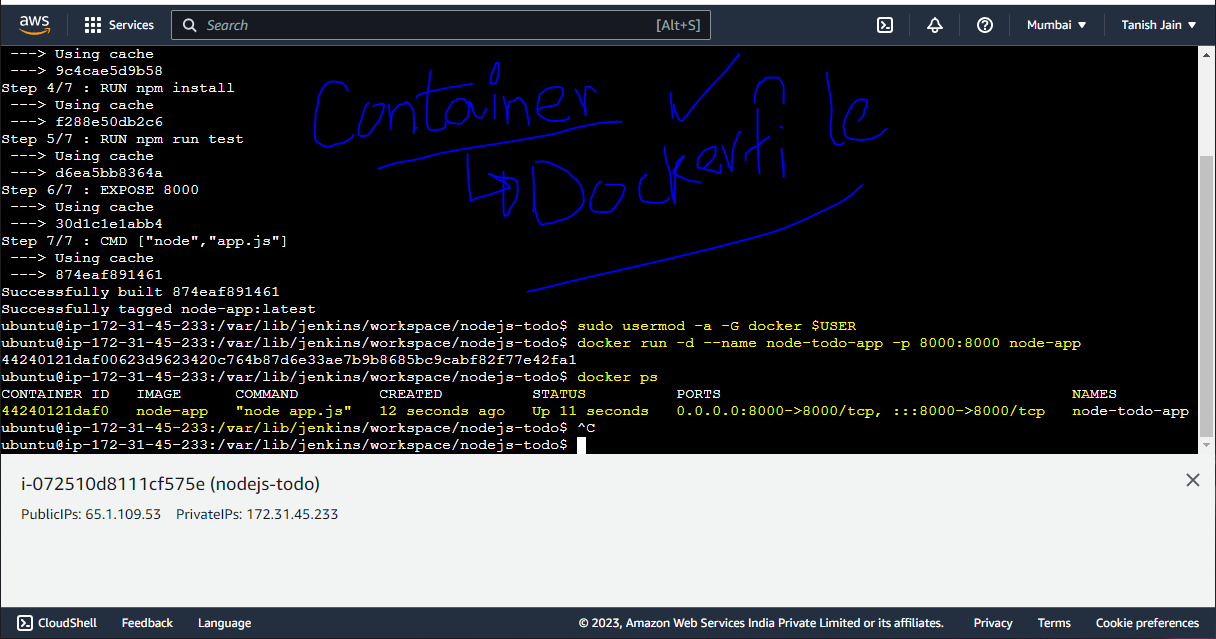 aws Services Search [Alt+S] Mumbai Tanish Jain
---> Using cache
---> 9c4cae5d9b58
Step 4/7 : RUN npm install
---> Using cache
---> f288e50db2c6
Step 5/7 : RUN npm run test
---> Using cache
---> d6ea5bb8364a
Step 6/7 : EXPOSE 8000
---> Using cache
---> 30d1c1e1abb4
Step 7/7 : CMD ["node","app.js"]
---> Using cache
---> 874eaf891461
Successfully built 874eaf891461
Successfully tagged node-app:latest
Container
Dockerfile
ubuntu@ip-172-31-45-233:/var/lib/jenkins/workspace/nodejs-todo$ sudo usermod -a -G docker $USER
ubuntu@ip-172-31-45-233:/var/lib/jenkins/workspace/nodejs-todo$ docker run -d --name node-todo-app -p 8000:8000 node-app
44240121daf00623d9623420c764b87d6e33ae7b9b8685bc9cabf82f77e42fa1
ubuntu@ip-172-31-45-233:/var/lib/jenkins/workspace/nodejs-todo$ docker ps
CONTAINER ID IMAGE COMMAND CREATED STATUS PORTS NAMES
44240121daf0 node-app "node app.js" 12 seconds ago Up 11 seconds 0.0.0.0:8000->8000/tcp, :::8000->8000/tcp node-todo-app
ubuntu@ip-172-31-45-233:/var/lib/jenkins/workspace/nodejs-todo$ ^C
ubuntu@ip-172-31-45-233:/var/lib/jenkins/workspace/nodejs-todo$
i-072510d8111cf575e (nodejs-todo)
PublicIPs: 65.1.109.53 PrivateIPs: 172.31.45.233
CloudShell Feedback Language © 2023, Amazon Web Services India Private Limited or its affiliates. Privacy Terms Cookie preferences